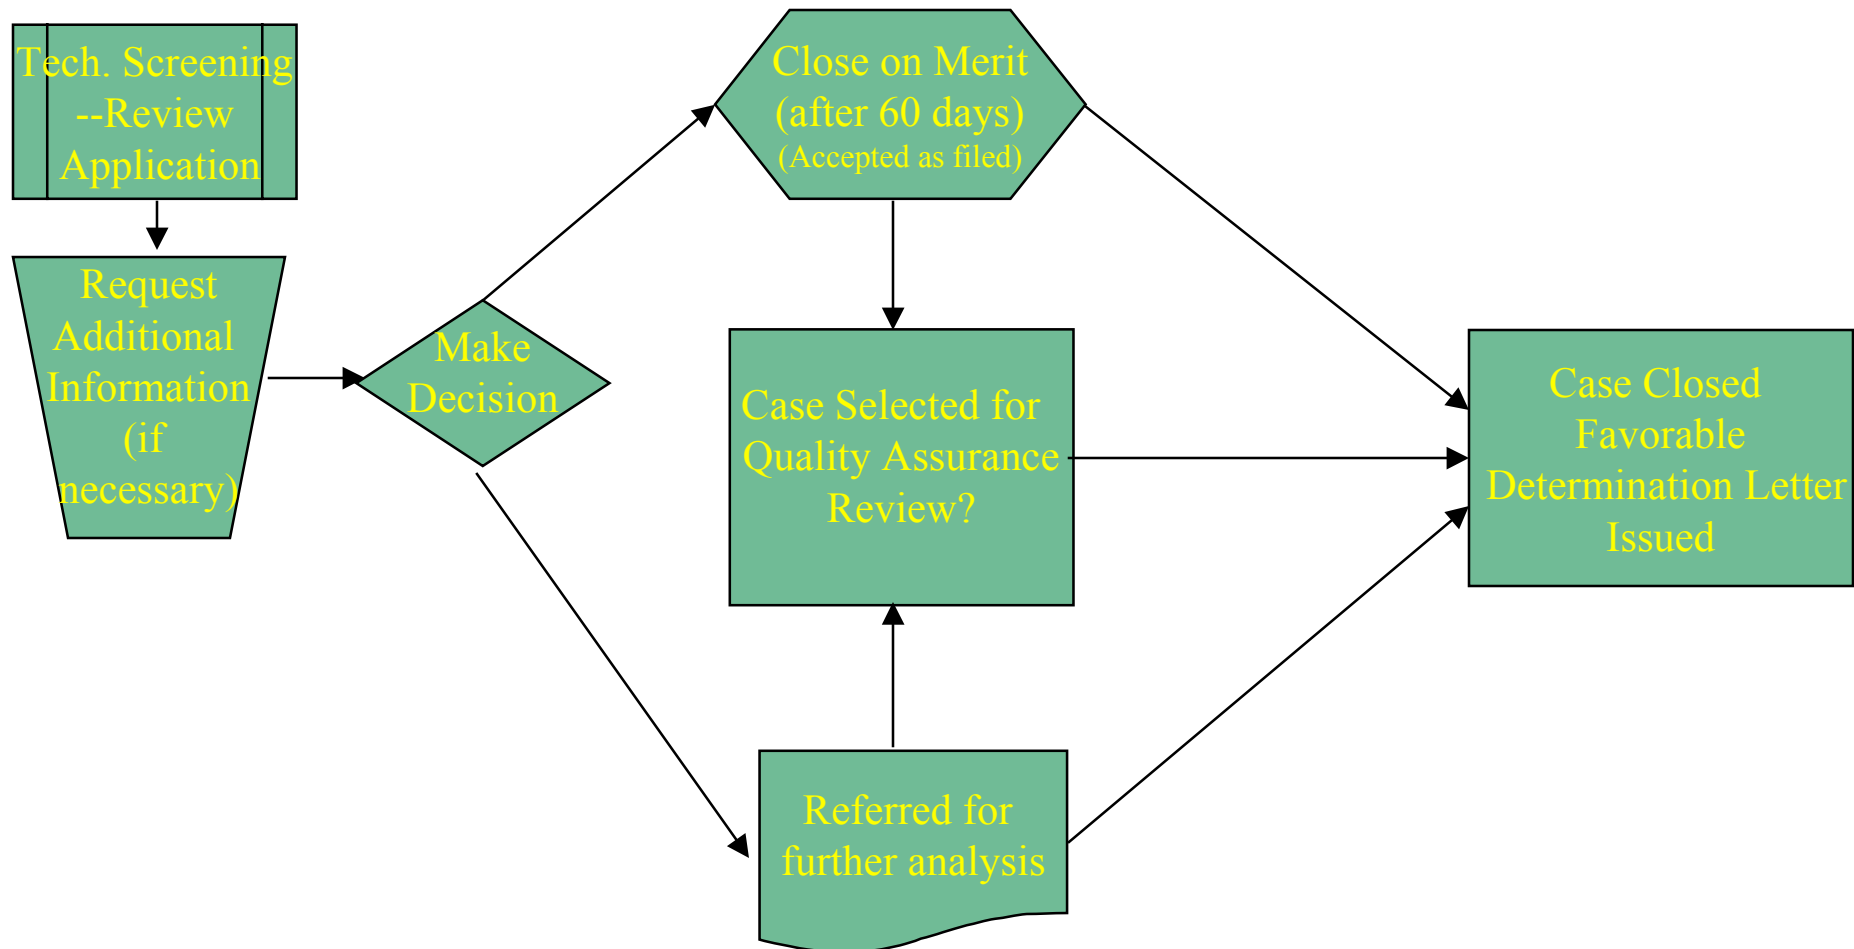 Tech. Screening
--Review
Application
Request
Additional
Information
(if
necessary)
Make
Decision
Close on Merit
(after 60 days)
(Accepted as filed)
Case Selected for
Quality Assurance
Review?
Referred for
further analysis
Case Closed
Favorable
Determination Letter
Issued